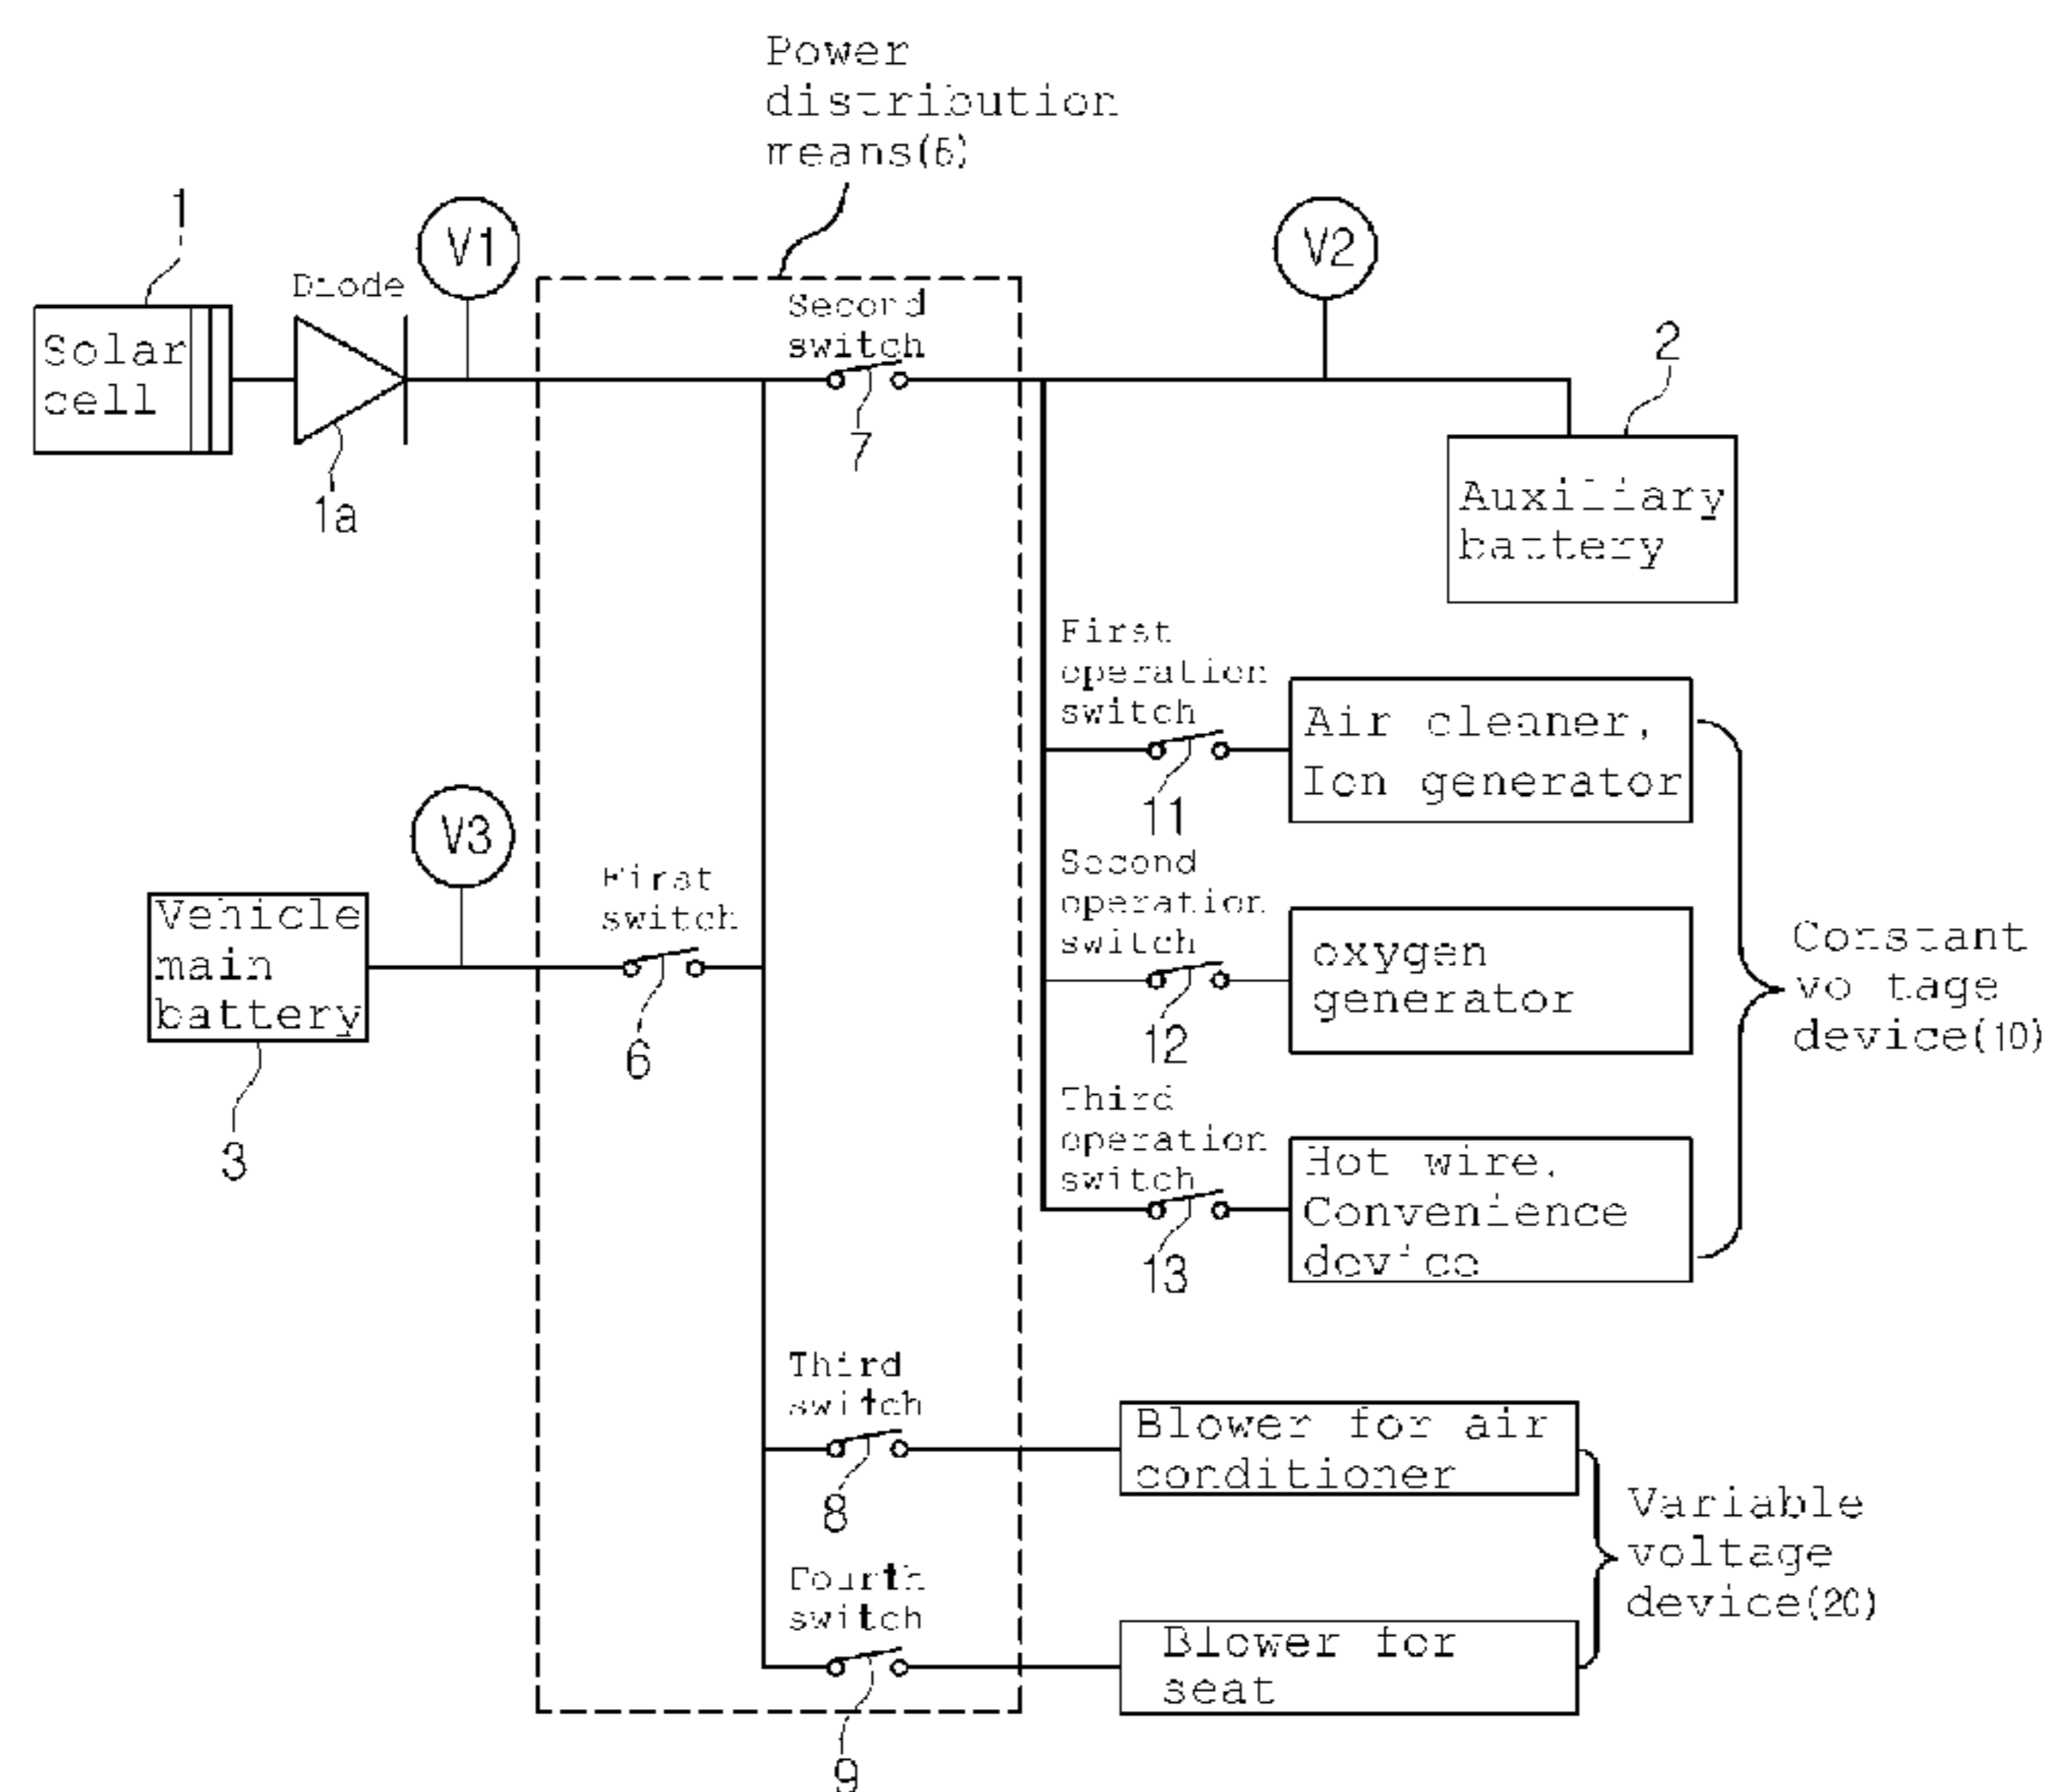 Power
distribution
means(5)
1
V1
V2
Diode
Second
switch
2
Solar
cell
7
1a
Auxiliary
battery
First
operation
switch
Air cleaner,
Ion generator
11
V3
Second
operation
switch
First
switch
Vehicle
main
battery
oxygen
generator
Constant
vo tage
device(10)
6
12
3
Third
operation
switch
Hot wire,
Convenience
device
13
Third
switch
Blower for air
conditioner
8
Variable
voltage
device(20)
Fourth
switch
Blower for
seat
9